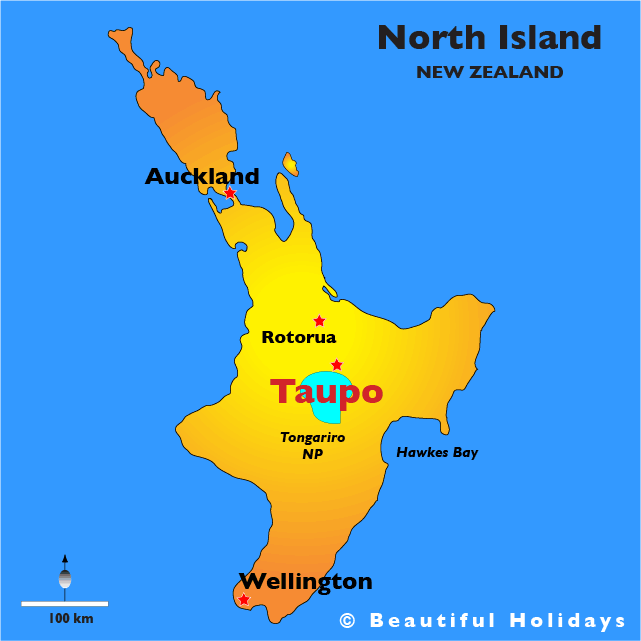 North Island
NEW ZEALAND
Auckland
Rotorua
Taupo
Tongariro
NP
Hawkes Bay
Wellington
100 km
© Beautiful Holidays